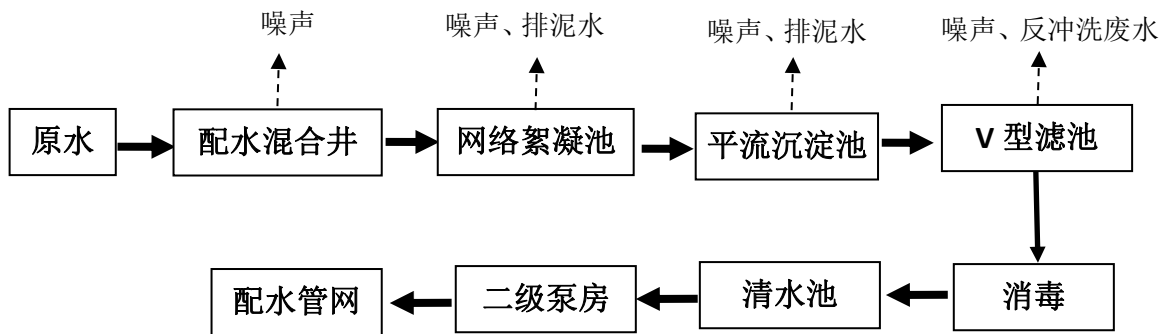 噪声
噪声、排泥水
噪声、排泥水
噪声、反冲洗废水
原水
配水混合井
网络絮凝池
平流沉淀池
V 型滤池
配水管网
二级泵房
清水池
消毒